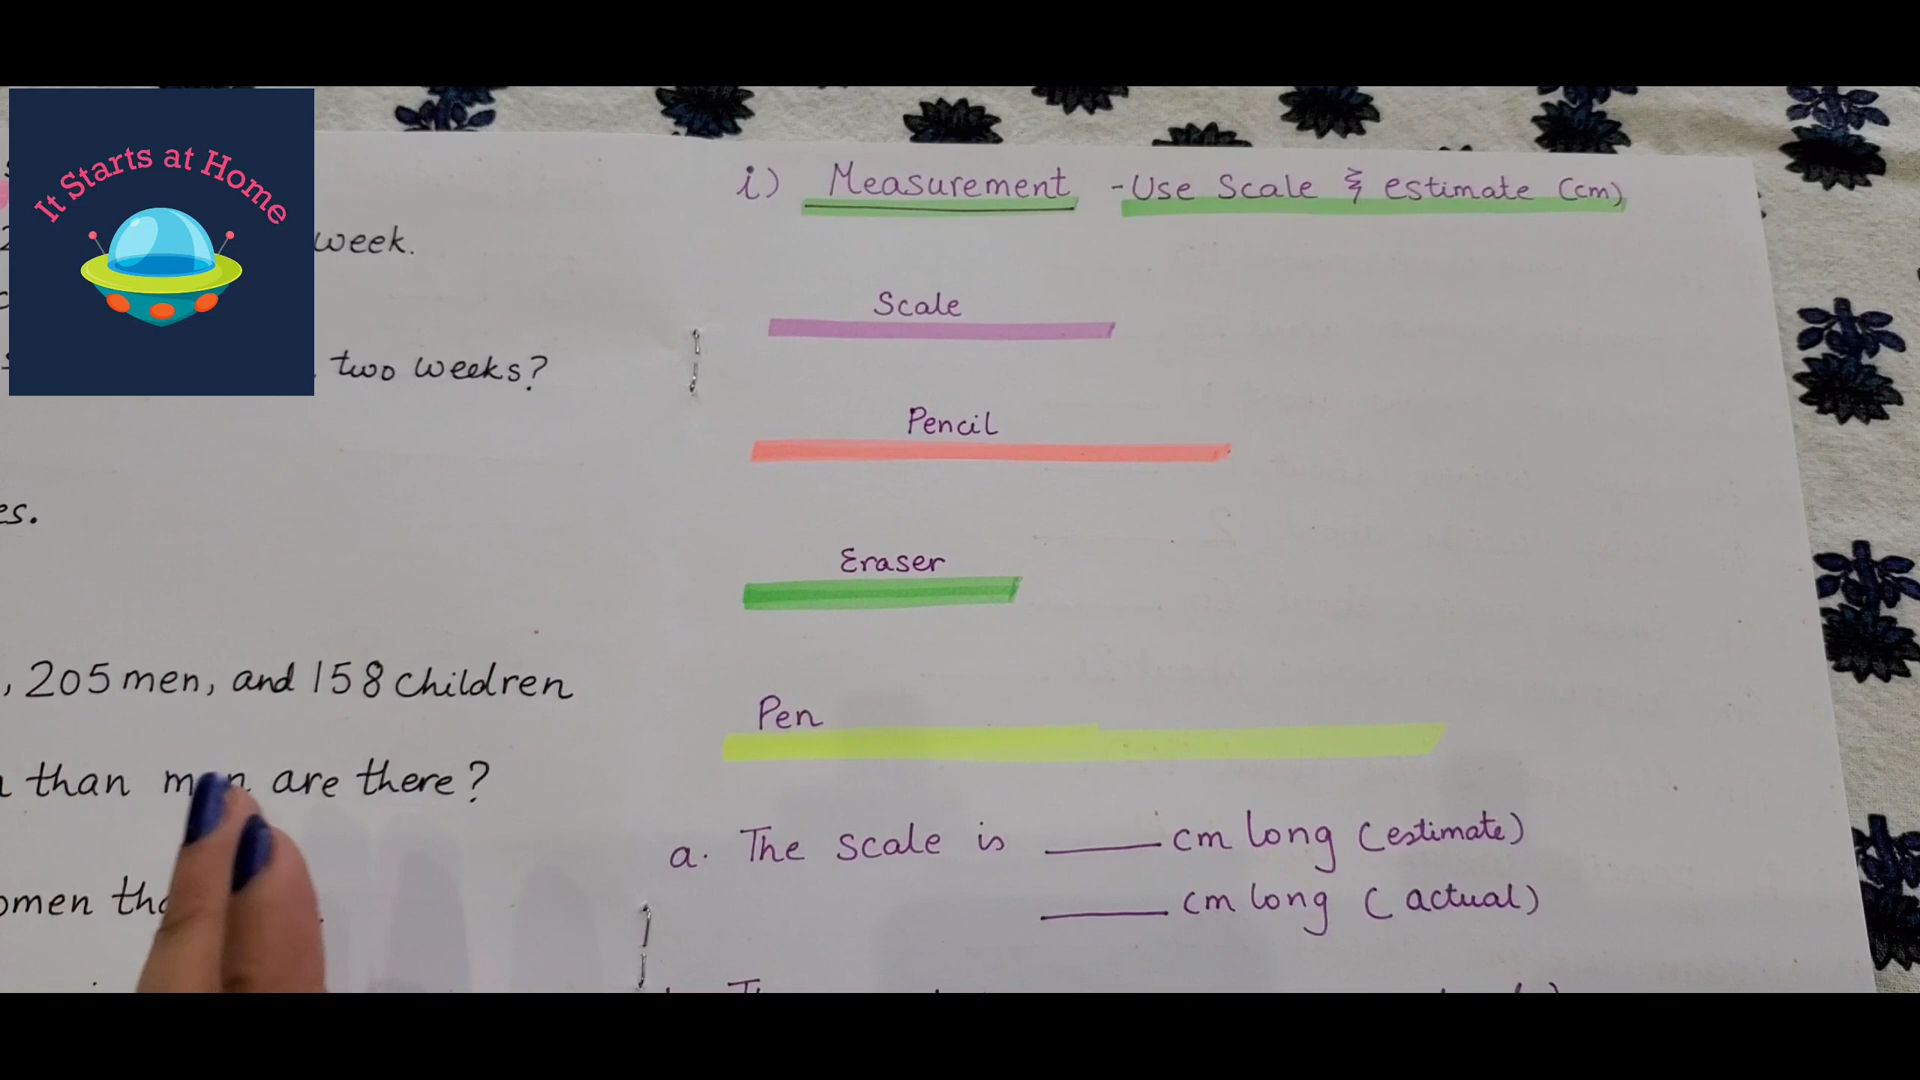 It Starts at Home
week.
two weeks?
es.
, 205 men, and 158 children
than men are there?
omen
i) Measurement - Use Scale & estimate (cm)
Scale
Pencil
Eraser
Pen
a. The scale is ____ cm long (estimate)
____ cm long (actual)